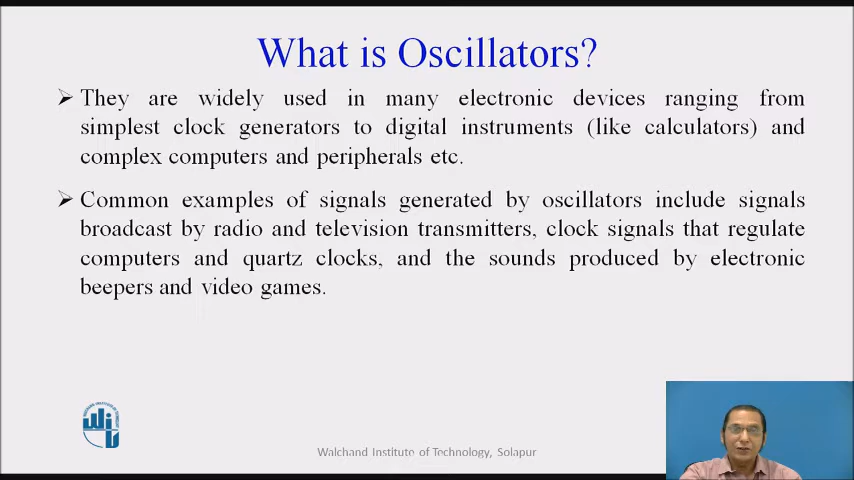 What is Oscillators?
➢ They are widely used in many electronic devices ranging from
simplest clock generators to digital instruments (like calculators) and
complex computers and peripherals etc.
➢ Common examples of signals generated by oscillators include signals
broadcast by radio and television transmitters, clock signals that regulate
computers and quartz clocks, and the sounds produced by electronic
beepers and video games.
Walchand Institute of Technology, Solapur